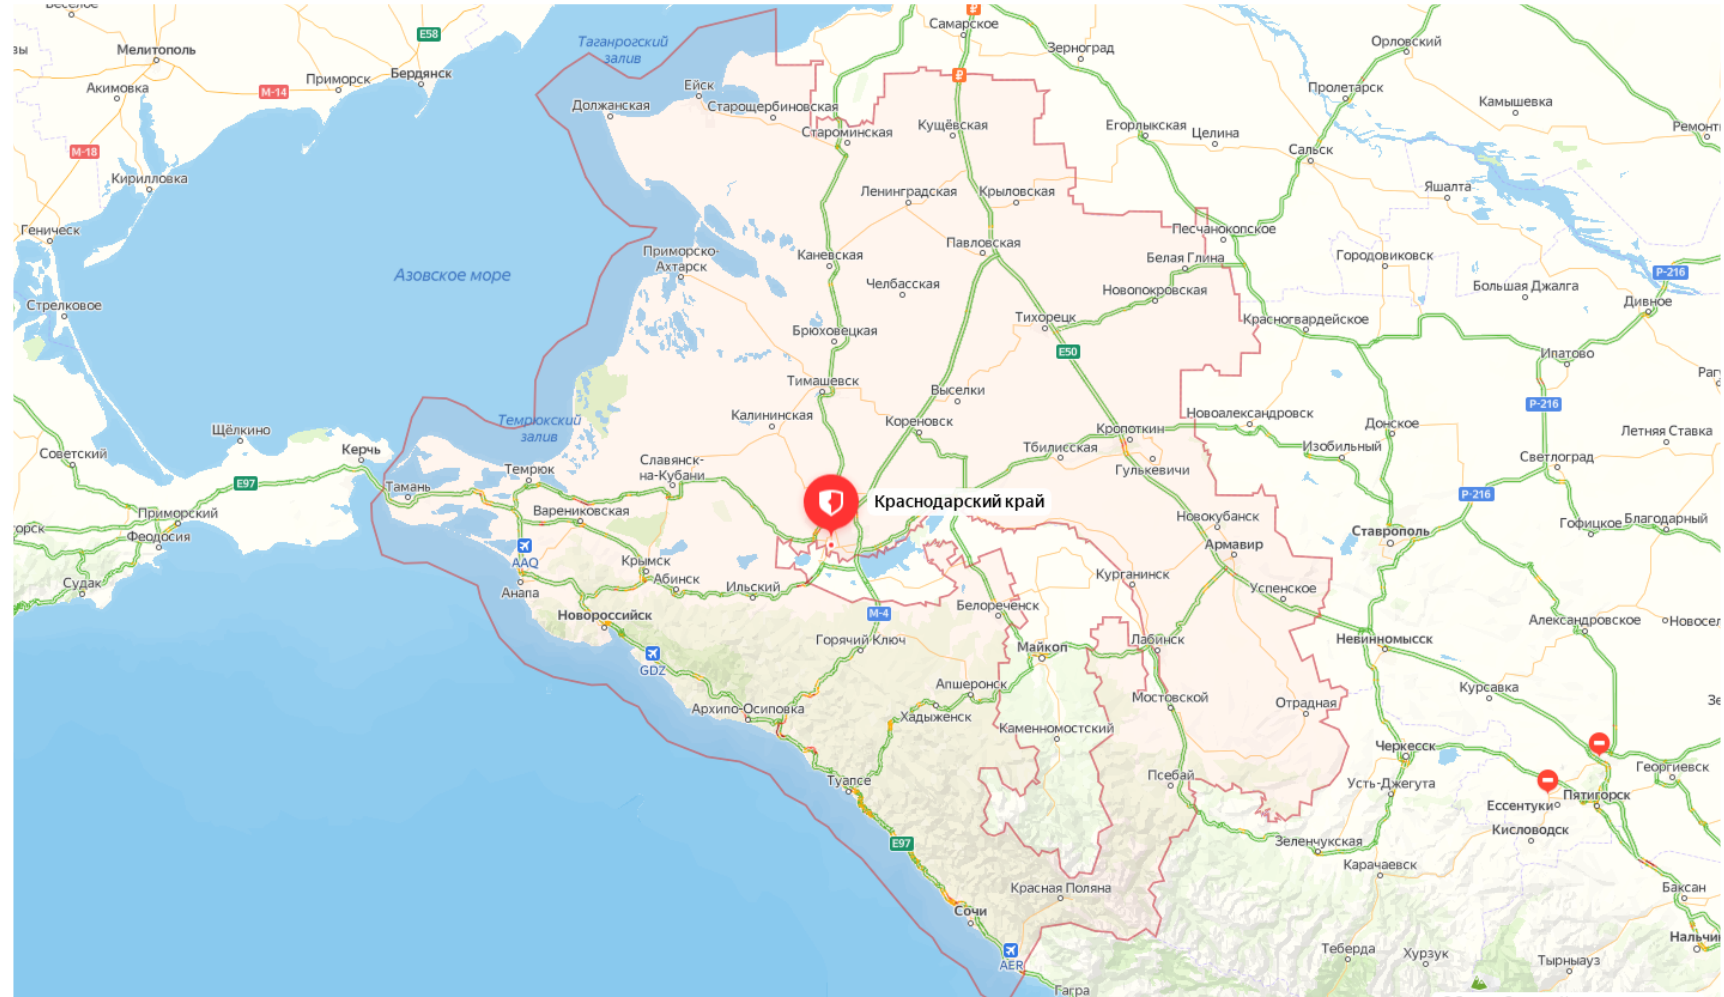 Весёлое
Самарское
E58
Мелитополь
Таганрогский
залив
Зерноград
Орловский
Приморск
Бердянск
Акимовка
М-14
Ейск
Должанская
Старощербиновская
Пролетарск
Камышевка
Староминская
Кущёвская
Егорлыкская
Целина
Ремонт
М-18
Сальск
Кирилловка
Ленинградская
Крыловская
Яшалта
Геническ
Песчанокопское
Павловская
Приморско-
Ахтарск
Каневская
Белая Глина
Городовиковск
Азовское море
Р-216
Челбасская
Новопокровская
Большая Джалга
Стрелковое
Дивное
Тихорецк
Красногвардейское
Брюховецкая
E50
Ипатово
Тимашевск
Выселки
Р-216
Калининская
Кореновск
Новоалександровск
Темрюкский
залив
Донское
Щёлкино
Кропоткин
Летняя Ставка
Керчь
Тбилисская
Изобильный
Советский
Славянск-
на-Кубани
Гулькевичи
Светлоград
Темрюк
E97
Тамань
Р-216
Краснодарский край
Приморский
Варениковская
Новокубанск
Гофицкое
Благодарный
Феодосия
Ставрополь
Армавир
AAQ
Крымск
Судак
Абинск
Ильский
Курганинск
Успенское
Анапа
Белореченск
Новороссийск
М-4
Александровское
Горячий Ключ
Майкоп
Лабинск
Невинномысск
GDZ
Апшеронск
Мостовской
Курсавка
Архипо-Осиповка
Хадыженск
Отрадная
Каменномостский
Черкесск
Туапсе
Псебай
Усть-Джегута
Георгиевск
Ессентуки
Пятигорск
Кисловодск
E97
Зеленчукская
Карачаевск
Красная Поляна
Баксан
Сочи
Нальчи
Теберда
Хурзук
Тырныауз
AER
Гагра